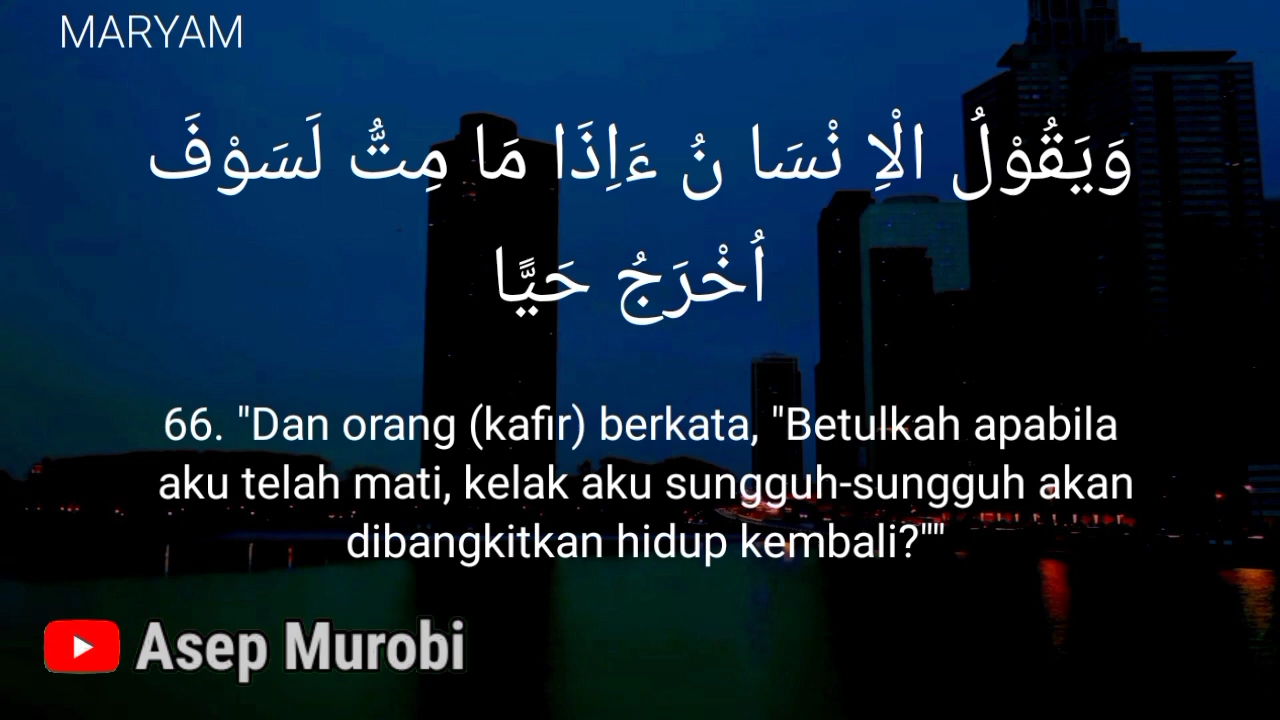 MARYAM
وَيَقُوْلُ الْاِ نْسَا نُ ءَاِذَا مَا مِتُّ لَسَوْفَ
اُخْرَجُ حَيًّا
66. "Dan orang (kafir) berkata, "Betulkah apabila
aku telah mati, kelak aku sungguh-sungguh akan
dibangkitkan hidup kembali?""
Asep Murobi